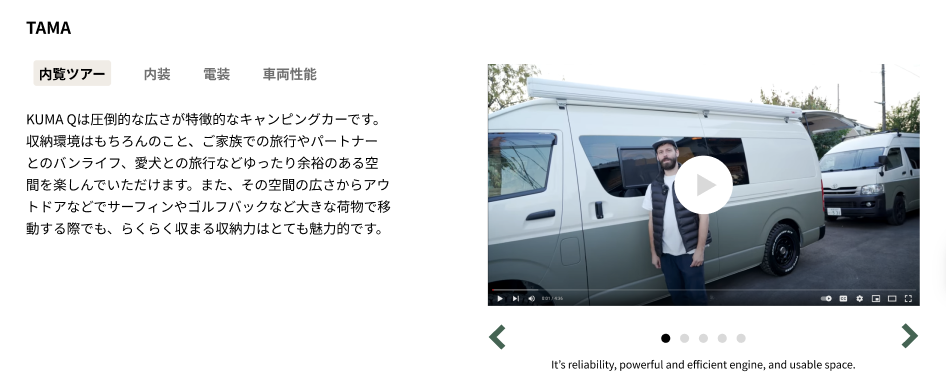 TAMA
内覧ツアー 内装 電装 車両性能
KUMA Qは圧倒的な広さが特徴的なキャンピングカーです。
収納環境はもちろんのこと、ご家族での旅行やパートナー
とのバンライフ、愛犬との旅行などゆったり余裕のある空
間を楽しんでいただけます。また、その空間の広さからアウ
トドアなどでサーフィンやゴルフバックなど大きな荷物で移
動する際でも、らくらく収まる収納力はとても魅力的です。
It's reliability, powerful and efficient engine, and usable space.